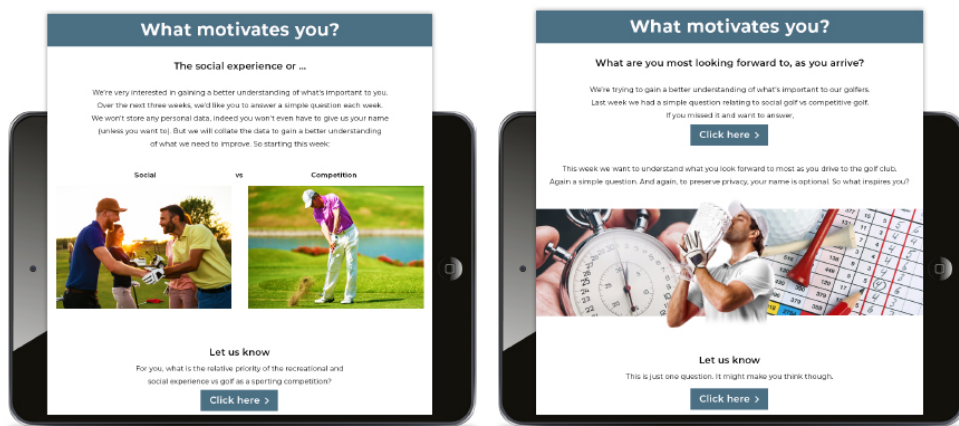 What motivates you?
The social experience or ...
We're very interested in gaining a better understanding of what's important to you.
Over the next three weeks, we'd like you to answer a simple question each week.
We won't store any personal data, indeed you won't even have to give us your name
(unless you want to). But we will collate the data to gain a better understanding
of what we need to improve. So starting this week:
Social vs Competition
Let us know
For you, what is the relative priority of the recreational and
social experience vs golf as a sporting competition?
Click here >
What motivates you?
What are you most looking forward to, as you arrive?
We're trying to gain a better understanding of what's important to our golfers.
Last week we had a simple question relating to social golf vs competitive golf.
If you missed it and want to answer,
Click here >
This week we want to understand what you look forward to most as you drive to the golf club.
Again a simple question. And again, to preserve privacy, your name is optional. So what inspires you?
Let us know
This is just one question. It might make you think though.
Click here >